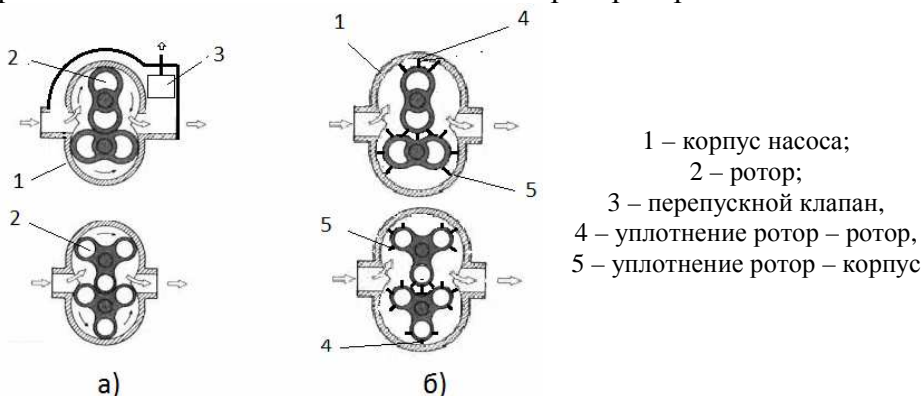 2
3
1
2
а)
1
4
5
5
4
б)
1 – корпус насоса;
2 – ротор;
3 – перепускной клапан,
4 – уплотнение ротор – ротор,
5 – уплотнение ротор – корпус